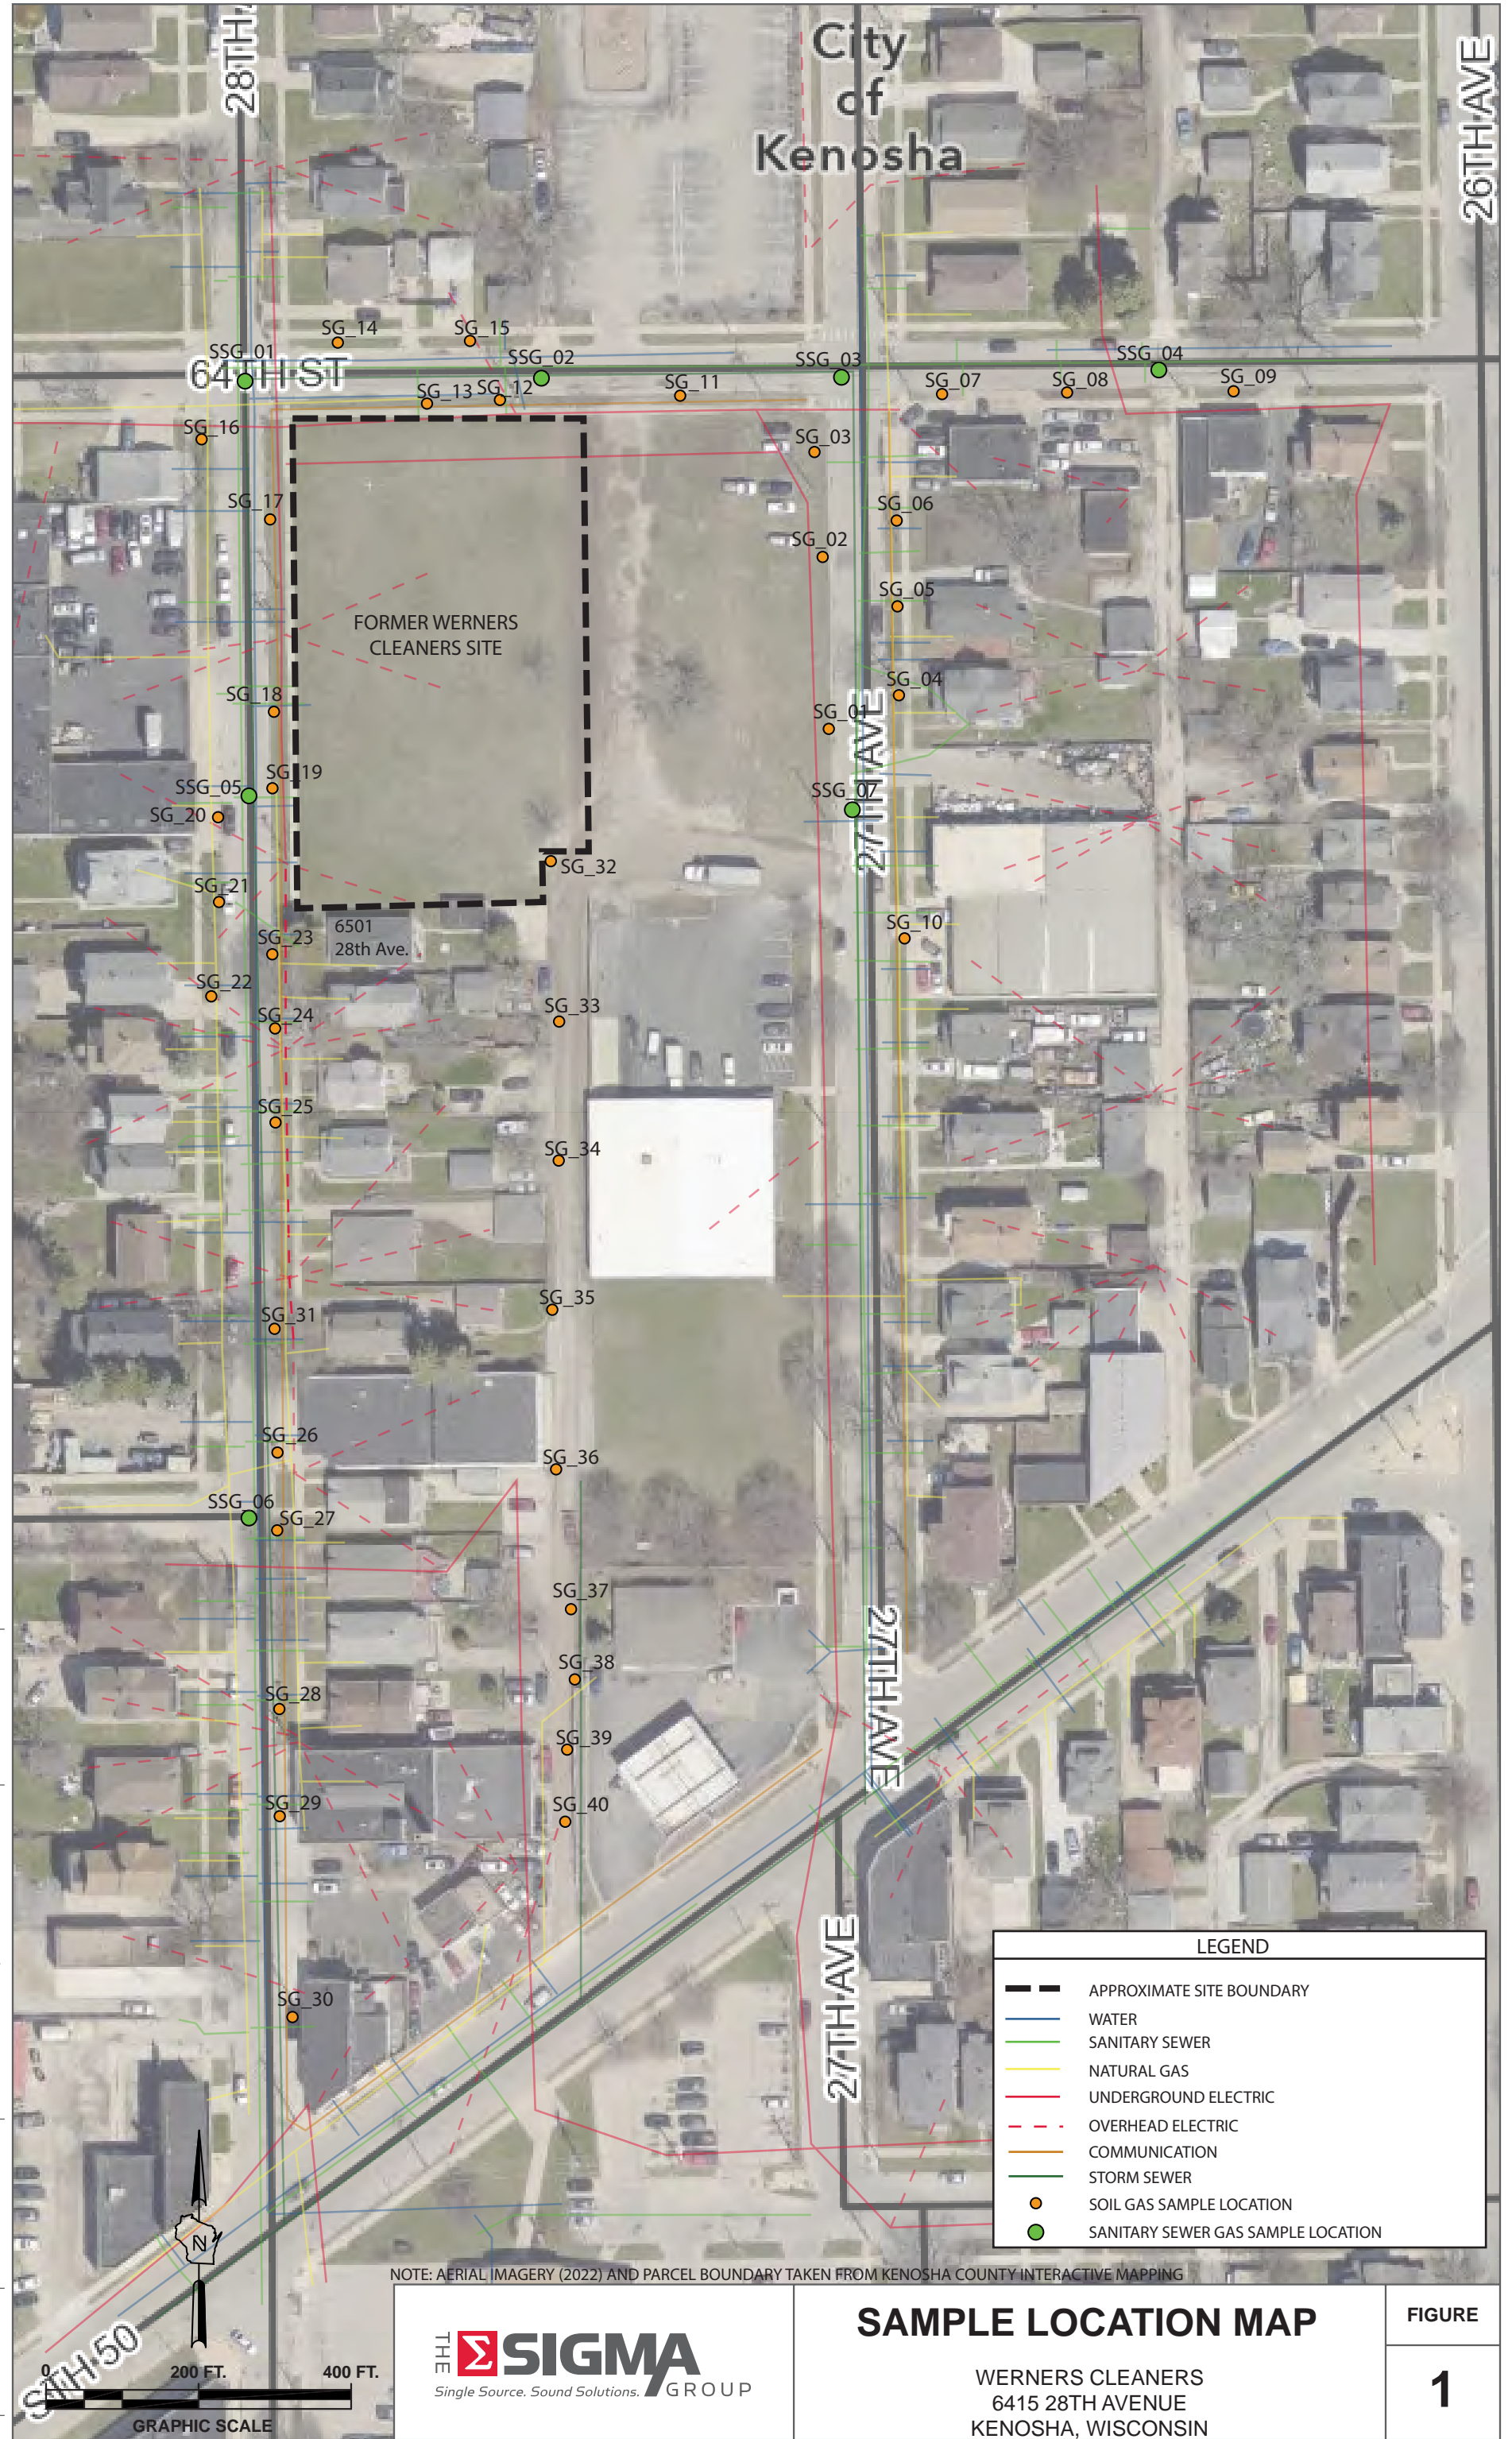 28TH A
City
of
Kenosha
26TH AVE
SG_14
SG_15
SSG_01
64TH ST
SSG_02
SSG_03
SSG_04
SG_13
SG_12
SG_11
SG_07
SG_08
SG_09
SG_16
SG_03
SG_17
SG_06
SG_02
SG_05
FORMER WERNERS
CLEANERS SITE
SG_18
SG_04
SG_01
27TH AVE
SG_19
SSG_05
SSG_07
SG_20
SG_32
SG_21
6501
28th Ave.
SG_23
SG_10
SG_22
SG_24
SG_33
SG_25
SG_34
SG_35
SG_31
SG_26
SG_36
SSG_06
SG_27
SG_37
27TH AVE
SG_38
SG_28
SG_39
SG_29
SG_40
27TH AVE
SG_30
LEGEND
APPROXIMATE SITE BOUNDARY
WATER
SANITARY SEWER
NATURAL GAS
UNDERGROUND ELECTRIC
OVERHEAD ELECTRIC
COMMUNICATION
STORM SEWER
SOIL GAS SAMPLE LOCATION
SANITARY SEWER GAS SAMPLE LOCATION
N
NOTE: AERIAL IMAGERY (2022) AND PARCEL BOUNDARY TAKEN FROM KENOSHA COUNTY INTERACTIVE MAPPING
STH 50
0 200 FT. 400 FT.
GRAPHIC SCALE
THE Σ SIGMA
Single Source. Sound Solutions. GROUP
SAMPLE LOCATION MAP
WERNERS CLEANERS
6415 28TH AVENUE
KENOSHA, WISCONSIN
FIGURE
1